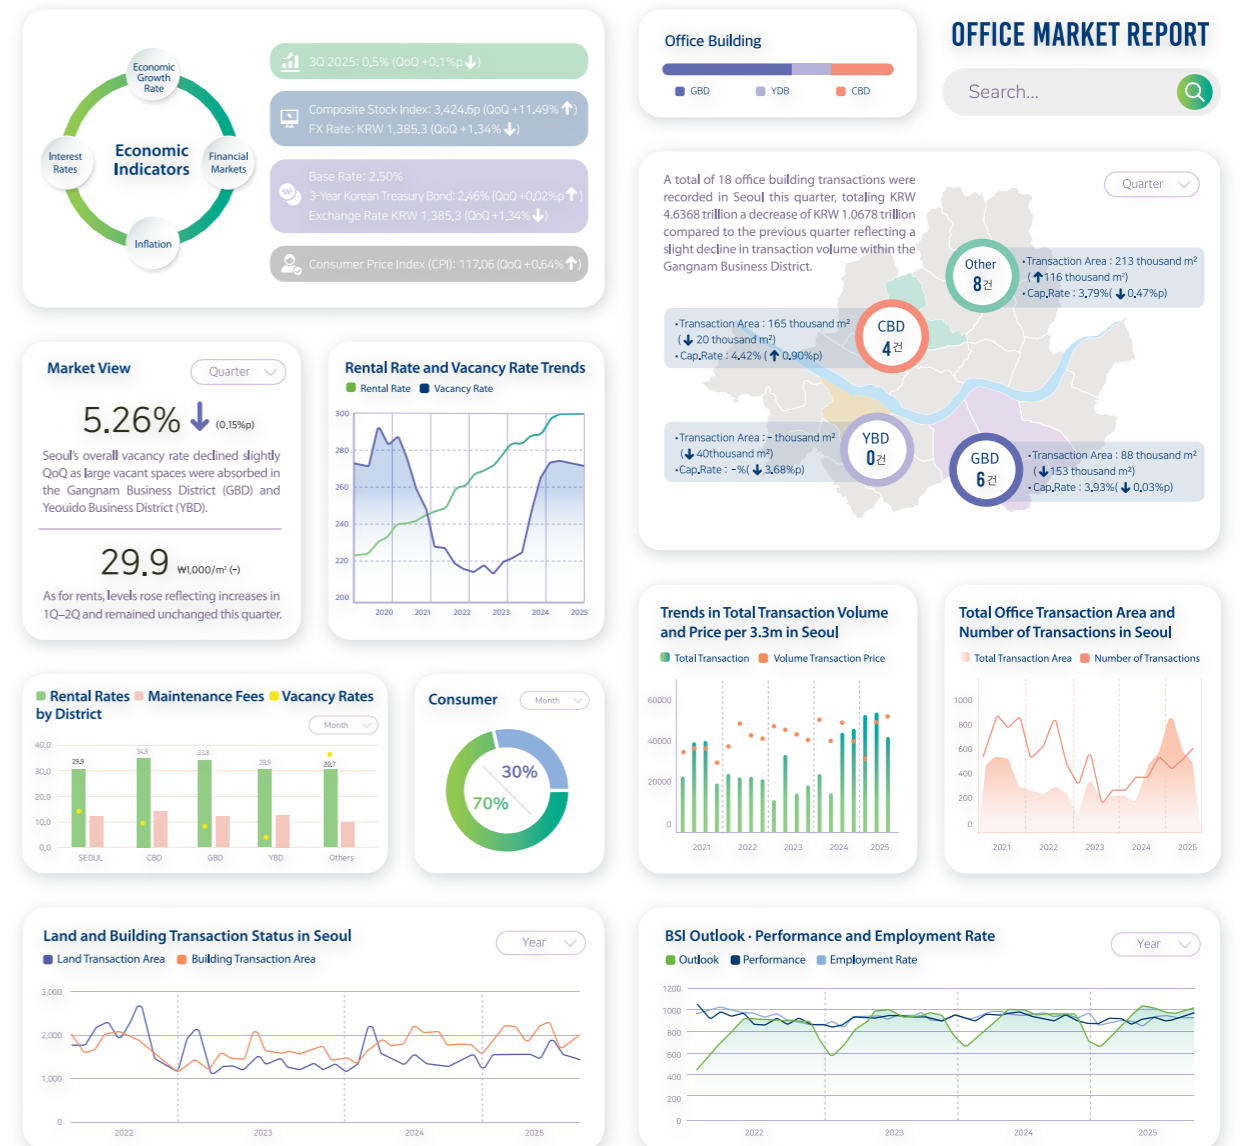 Economic
Growth
Rate
Interest
Rates
Economic
Indicators
Financial
Markets
Inflation
3Q 2025: 0.5% (QoQ +0.1%p↓)
Composite Stock Index: 3,424.6p (QoQ +11.49% ↑)
FX Rate: KRW 1,385.3 (QoQ +1.34% ↓)
Base Rate: 2.50%
3-Year Korean Treasury Bond: 2.46% (QoQ +0.02%p↑)
Exchange Rate KRW 1,385.3 (QoQ +1.34% ↓)
Consumer Price Index (CPI): 117.06 (QoQ +0.64%↑)
Office Building
GBD
YDB
CBD
OFFICE MARKET REPORT
Search...
A total of 18 office building transactions were
recorded in Seoul this quarter, totaling KRW
4.6368 trillion a decrease of KRW 1.0678 trillion
compared to the previous quarter reflecting a
slight decline in transaction volume within the
Gangnam Business District.
Quarter
Other
8건
•Transaction Area : 213 thousand m²
(↑116 thousand m²)
•Cap.Rate : 3.79%(↓0.47%p)
CBD
4건
•Transaction Area : 165 thousand m²
(↓ 20 thousand m²)
•Cap.Rate : 4.42% (↑ 0.90%p)
YBD
0건
•Transaction Area : – thousand m²
(↓40thousand m²)
•Cap.Rate : –%(↓3.68%p)
GBD
6건
•Transaction Area : 88 thousand m²
(↓153thousand m²)
•Cap.Rate : 3.93%(↓ 0.03%p)
Market View
Quarter
5.26% ↓ (0.15%p)
Seoul's overall vacancy rate declined slightly
QoQ as large vacant spaces were absorbed in
the Gangnam Business District (GBD) and
Yeouido Business District (YBD).
29.9 ₩1,000/m² (–)
As for rents, levels rose reflecting increases in
1Q–2Q and remained unchanged this quarter.
Rental Rate and Vacancy Rate Trends
Rental Rate
Vacancy Rate
300
280
260
240
220
200
2020
2021
2022
2023
2024
2025
Rental Rates
Maintenance Fees
Vacancy Rates
by District
Month
40,0
30,0
20,0
10,0
0,0
29,9
34,9
33,8
29,9
20,7
SEOUL
CBD
GBD
YBD
Others
Consumer
Month
30%
70%
Trends in Total Transaction Volume
and Price per 3.3m in Seoul
Total Transaction
Volume Transaction Price
60000
40000
20000
0
2021
2022
2023
2024
2025
Total Office Transaction Area and
Number of Transactions in Seoul
Total Transaction Area
Number of Transactions
1000
800
600
400
200
0
2021
2022
2023
2024
2025
Land and Building Transaction Status in Seoul
Land Transaction Area
Building Transaction Area
Year
3,000
2,000
1,000
0
2022
2023
2024
2025
BSI Outlook · Performance and Employment Rate
Outlook
Performance
Employment Rate
Year
1200
1000
800
600
400
200
0
2022
2023
2024
2025